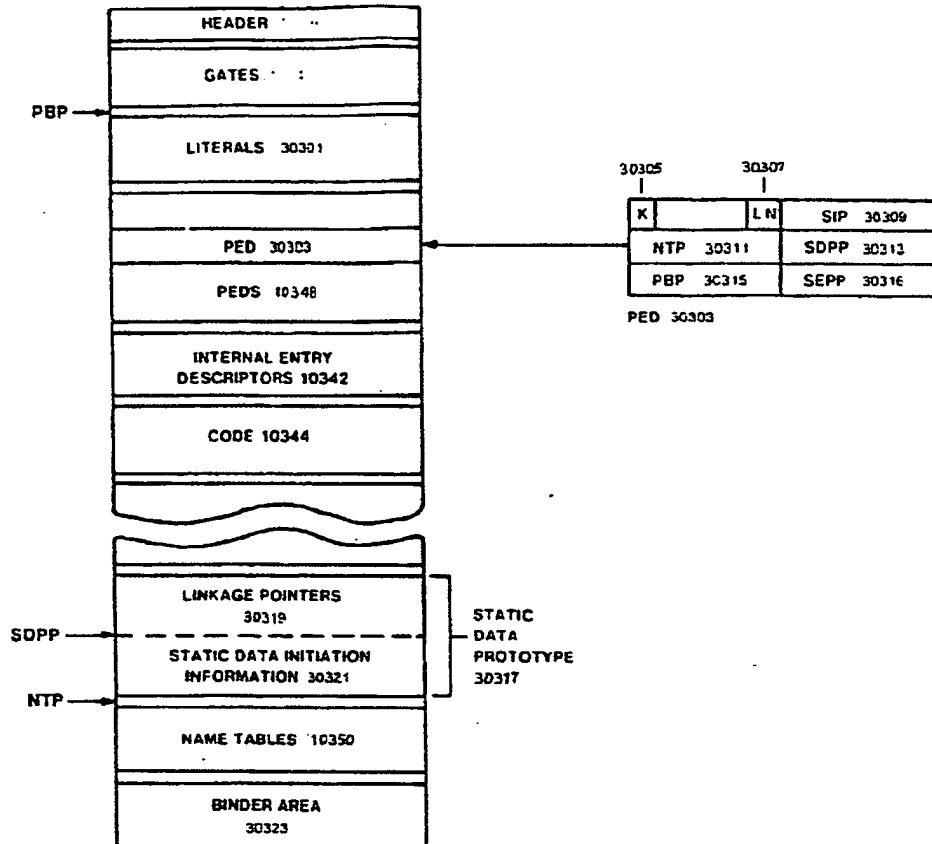 HEADER
GATES
PBP
LITERALS 30301
30305
30307
K
LN
SIP 30309
PED 30303
NTP 30311
SDPP 30313
PEDS 10348
PBP 30315
SEPP 30316
PED 30303
INTERNAL ENTRY
DESCRIPTORS 10342
CODE 10344
LINKAGE POINTERS
30319
SDPP
STATIC DATA INITIATION
INFORMATION 30321
STATIC
DATA
PROTOTYPE
30317
NTP
NAME TABLES 10350
BINDER AREA
30323